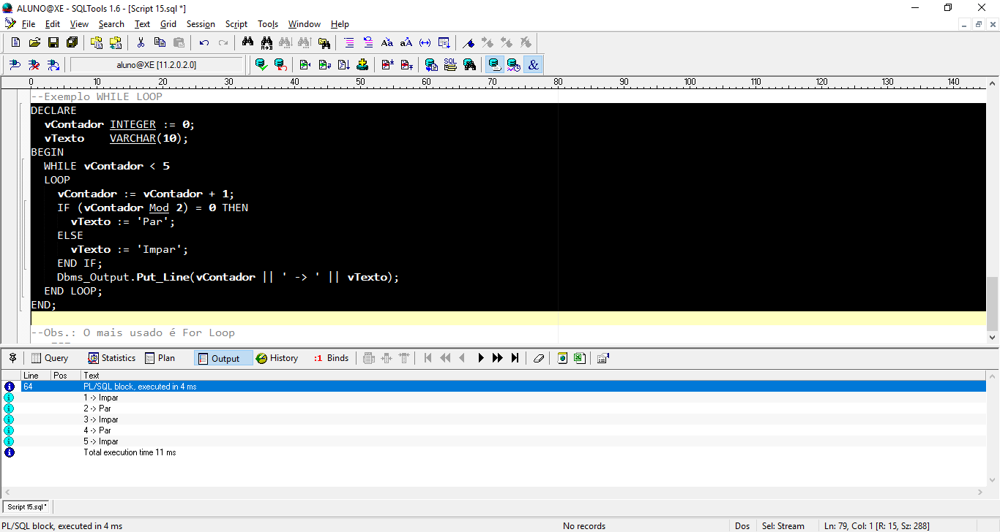 ALUNO@XE - SQLTools 1.6 - [Script 15.sql *]
File Edit View Search Text Grid Session Script Tools Window Help
aluno@XE [11.2.0.2.0]
0 10 20 30 40 50 60 70 80 90 100 110 120 130 140
--Exemplo WHILE LOOP
DECLARE
vContador INTEGER := 0;
vTexto VARCHAR(10);
BEGIN
WHILE vContador < 5
LOOP
vContador := vContador + 1;
IF (vContador Mod 2) = 0 THEN
vTexto := 'Par';
ELSE
vTexto := 'Impar';
END IF;
Dbms_Output.Put_Line(vContador || ' -> ' || vTexto);
END LOOP;
END;
--Obs.: O mais usado é For Loop
Query Statistics Plan Output History :1 Binds
Line Pos Text
64 PL/SQL block, executed in 4 ms
1 -> Impar
2 -> Par
3 -> Impar
4 -> Par
5 -> Impar
Total execution time 11 ms
Script 15.sql *
PL/SQL block, executed in 4 ms No records Dos Sel: Stream Ln: 79, Col: 1 [R: 15, Sz: 288]